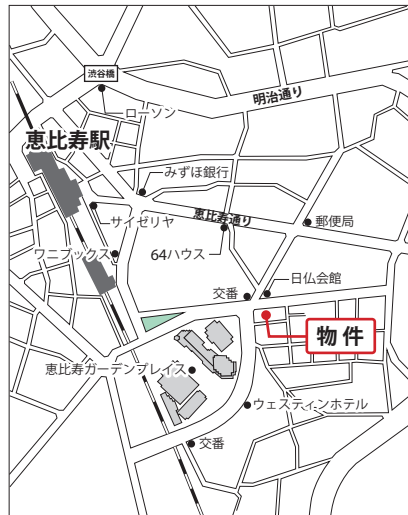 渋谷橋
ローソン
明治通り
恵比寿駅
みずほ銀行
サイゼリヤ
恵比寿通り
郵便局
ワニブックス
64ハウス
日仏会館
交番
物件
恵比寿ガーデンプレイス
ウェスティンホテル
交番